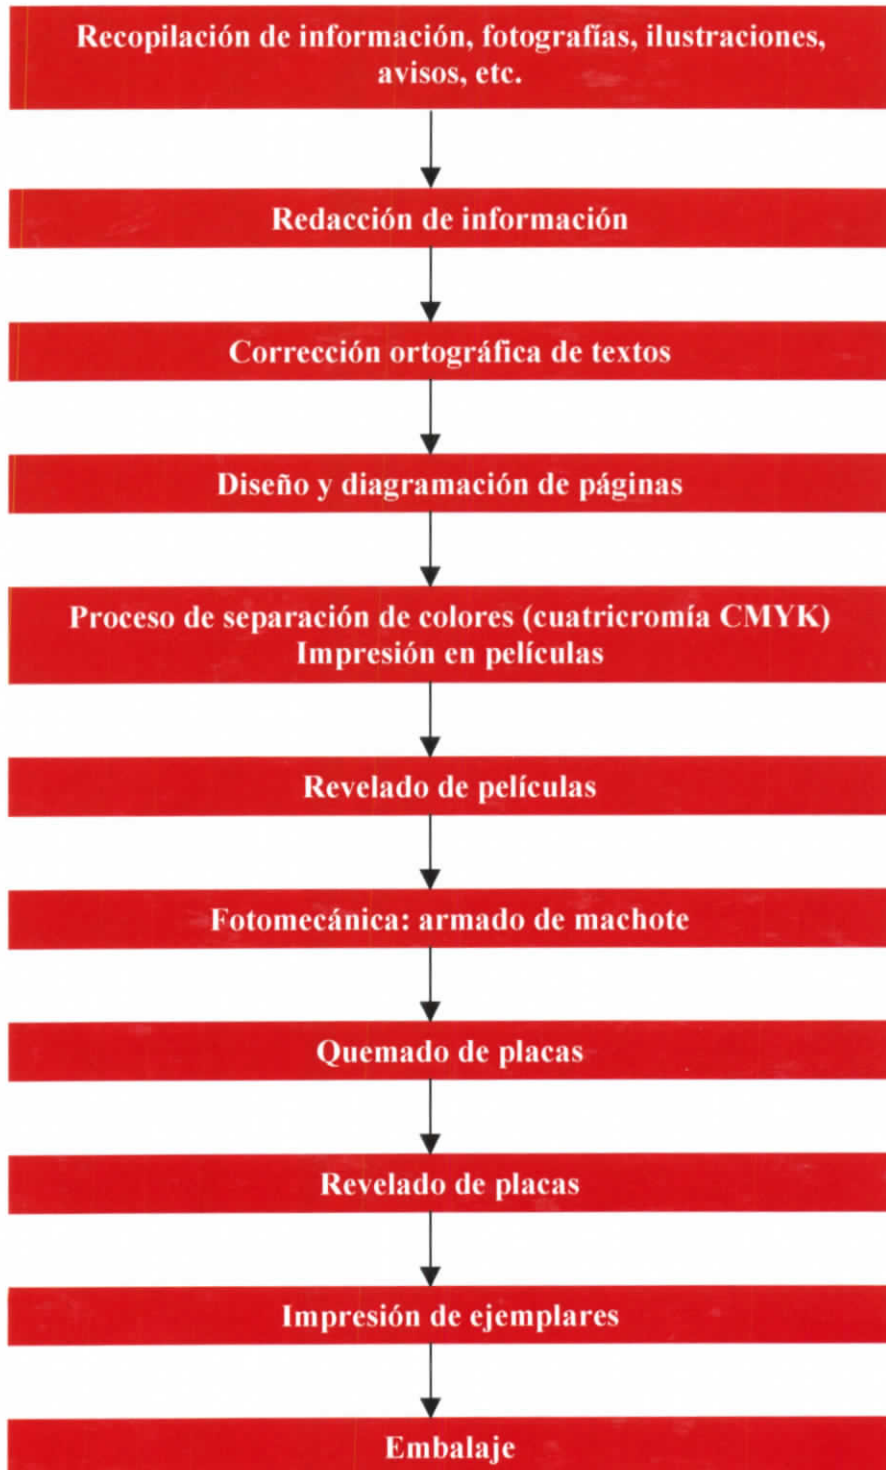 Recopilación de información, fotografías, ilustraciones,
avisos, etc.
Redacción de información
Corrección ortográfica de textos
Diseño y diagramación de páginas
Proceso de separación de colores (cuatricromía CMYK)
Impresión en películas
Revelado de películas
Fotomecánica: armado de machote
Quemado de placas
Revelado de placas
Impresión de ejemplares
Embalaje